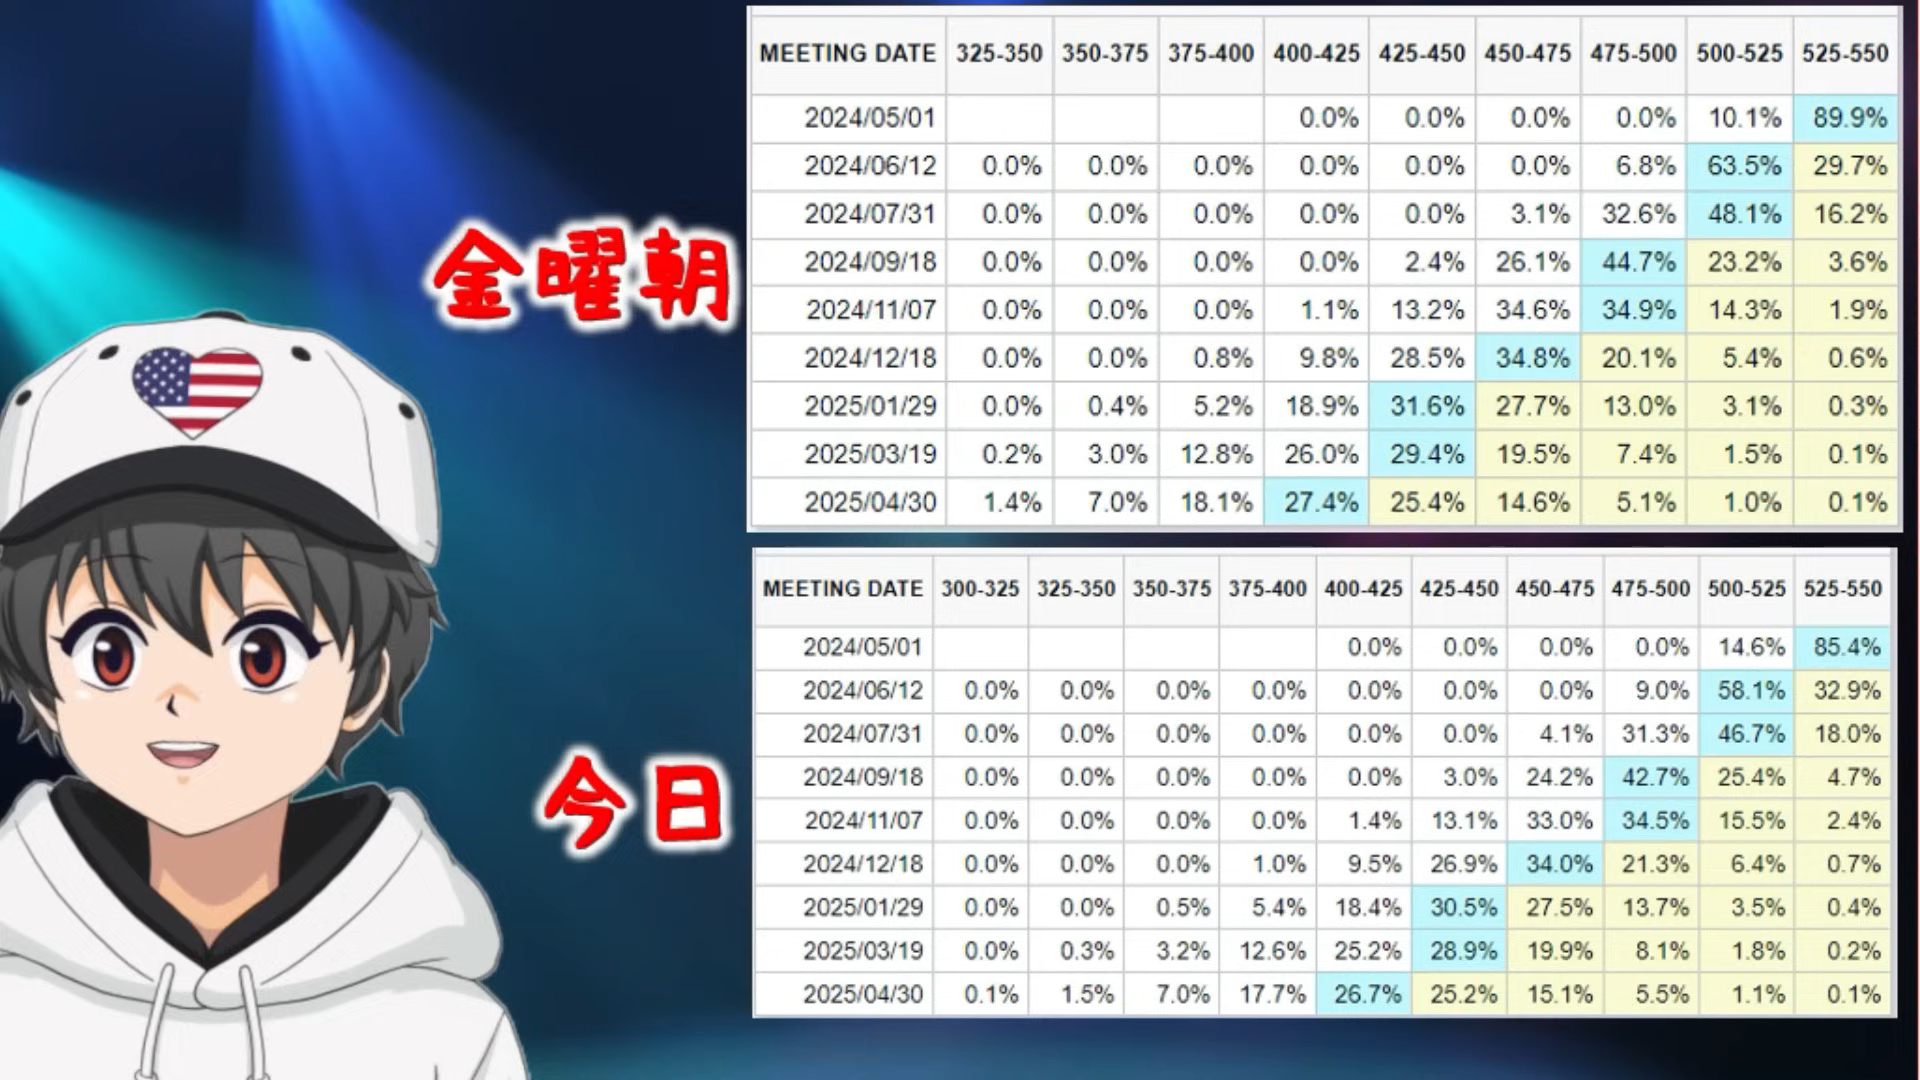 MEETING DATE 325-350 350-375 375-400 400-425 425-450 450-475 475-500 500-525 525-550
2024/05/01 0.0% 0.0% 0.0% 0.0% 10.1% 89.9%
2024/06/12 0.0% 0.0% 0.0% 0.0% 0.0% 0.0% 6.8% 63.5% 29.7%
2024/07/31 0.0% 0.0% 0.0% 0.0% 0.0% 3.1% 32.6% 48.1% 16.2%
金曜朝
2024/09/18 0.0% 0.0% 0.0% 0.0% 2.4% 26.1% 44.7% 23.2% 3.6%
2024/11/07 0.0% 0.0% 0.0% 1.1% 13.2% 34.6% 34.9% 14.3% 1.9%
2024/12/18 0.0% 0.0% 0.8% 9.8% 28.5% 34.8% 20.1% 5.4% 0.6%
2025/01/29 0.0% 0.4% 5.2% 18.9% 31.6% 27.7% 13.0% 3.1% 0.3%
2025/03/19 0.2% 3.0% 12.8% 26.0% 29.4% 19.5% 7.4% 1.5% 0.1%
2025/04/30 1.4% 7.0% 18.1% 27.4% 25.4% 14.6% 5.1% 1.0% 0.1%
MEETING DATE 300-325 325-350 350-375 375-400 400-425 425-450 450-475 475-500 500-525 525-550
2024/05/01 0.0% 0.0% 0.0% 0.0% 14.6% 85.4%
2024/06/12 0.0% 0.0% 0.0% 0.0% 0.0% 0.0% 0.0% 9.0% 58.1% 32.9%
2024/07/31 0.0% 0.0% 0.0% 0.0% 0.0% 0.0% 4.1% 31.3% 46.7% 18.0%
2024/09/18 0.0% 0.0% 0.0% 0.0% 0.0% 3.0% 24.2% 42.7% 25.4% 4.7%
今日
2024/11/07 0.0% 0.0% 0.0% 0.0% 1.4% 13.1% 33.0% 34.5% 15.5% 2.4%
2024/12/18 0.0% 0.0% 0.0% 1.0% 9.5% 26.9% 34.0% 21.3% 6.4% 0.7%
2025/01/29 0.0% 0.0% 0.5% 5.4% 18.4% 30.5% 27.5% 13.7% 3.5% 0.4%
2025/03/19 0.0% 0.3% 3.2% 12.6% 25.2% 28.9% 19.9% 8.1% 1.8% 0.2%
2025/04/30 0.1% 1.5% 7.0% 17.7% 26.7% 25.2% 15.1% 5.5% 1.1% 0.1%